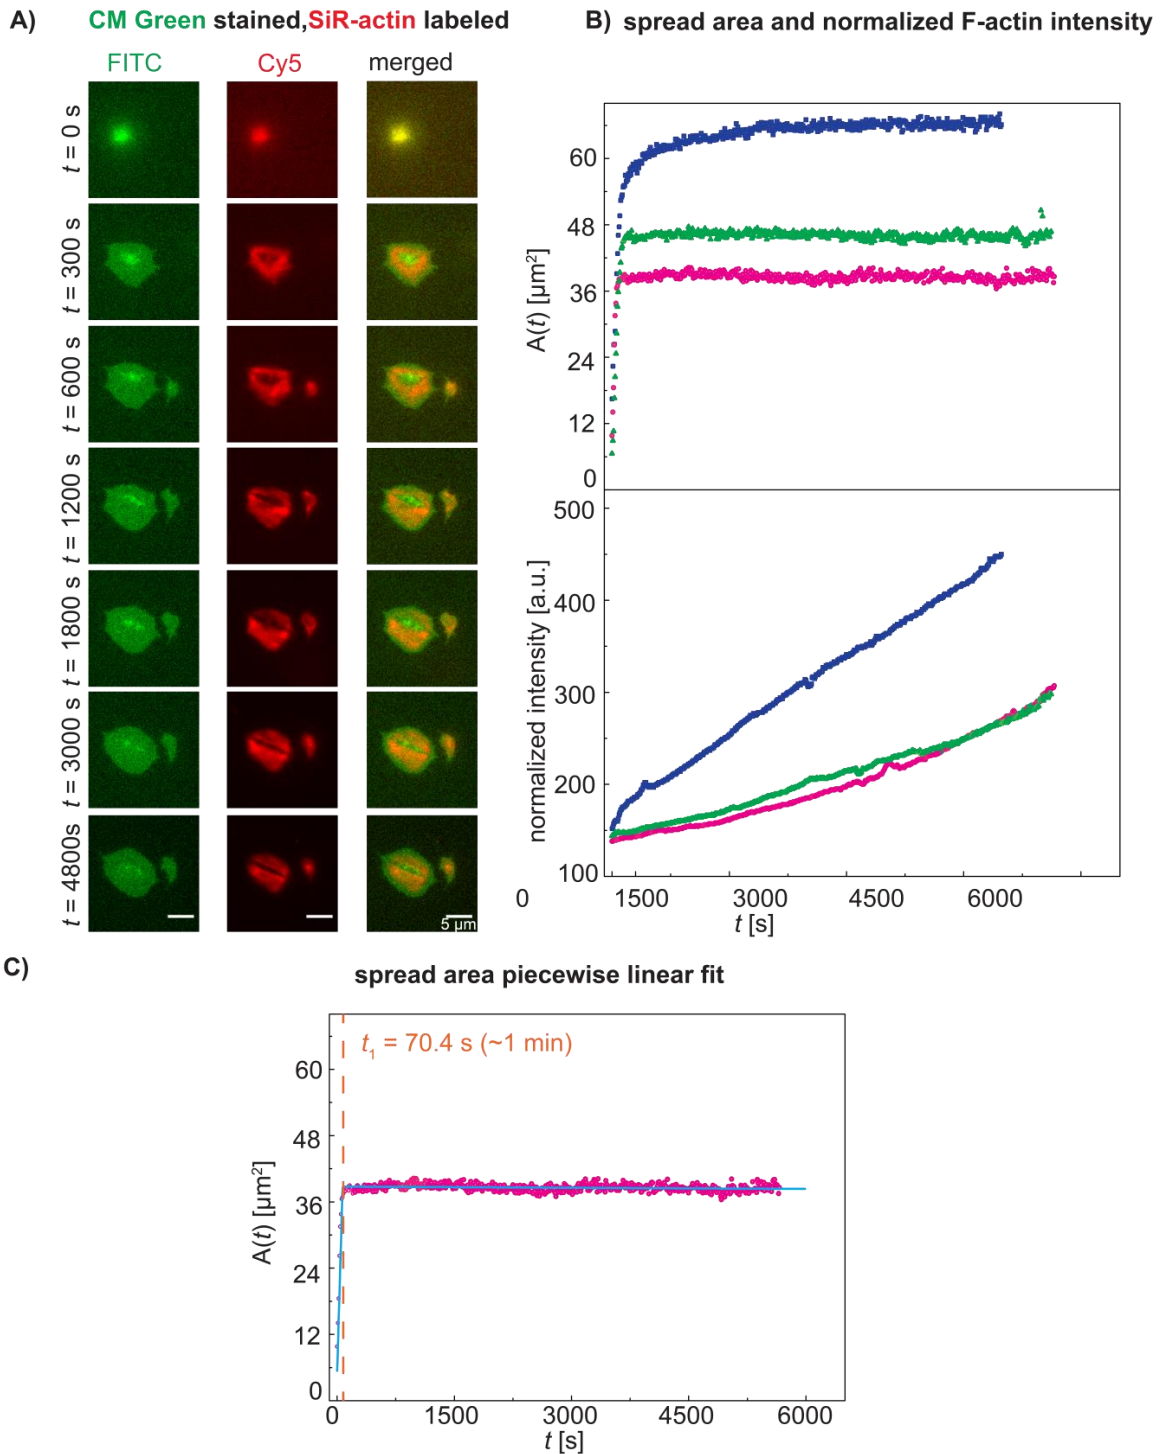 A) CM Green stained,SiR-actin labeled
FITC Cy5 merged
t = 0 s
t = 300 s
t = 600 s
t = 1200 s
t = 1800 s
t = 3000 s
t = 4800s
5 µm
B) spread area and normalized F-actin intensity
A(t) [µm²]
60
48
36
24
12
0
normalized intensity [a.u.]
500
400
300
200
100
0 1500 3000 4500 6000
t [s]
C) spread area piecewise linear fit
t₁ = 70.4 s (~1 min)
A(t) [µm²]
60
48
36
24
12
0
0 1500 3000 4500 6000
t [s]